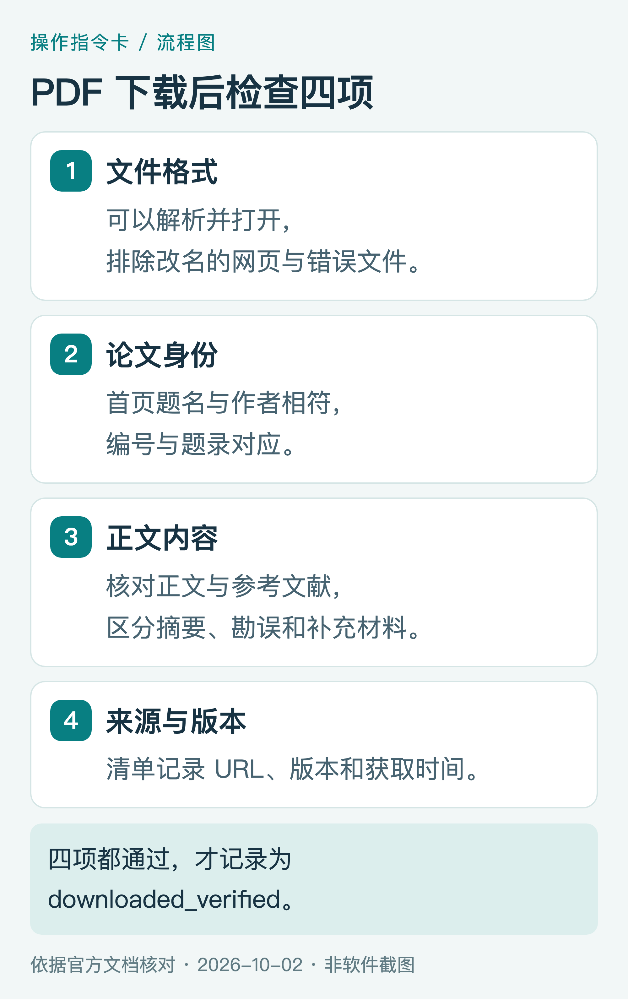 操作指令卡 / 流程图
PDF 下载后检查四项
1 文件格式
可以解析并打开，
排除改名的网页与错误文件。
2 论文身份
首页题名与作者相符，
编号与题录对应。
3 正文内容
核对正文与参考文献，
区分摘要、勘误和补充材料。
4 来源与版本
清单记录 URL、版本和获取时间。
四项都通过，才记录为
downloaded_verified。
依据官方文档核对 · 2026-10-02 · 非软件截图